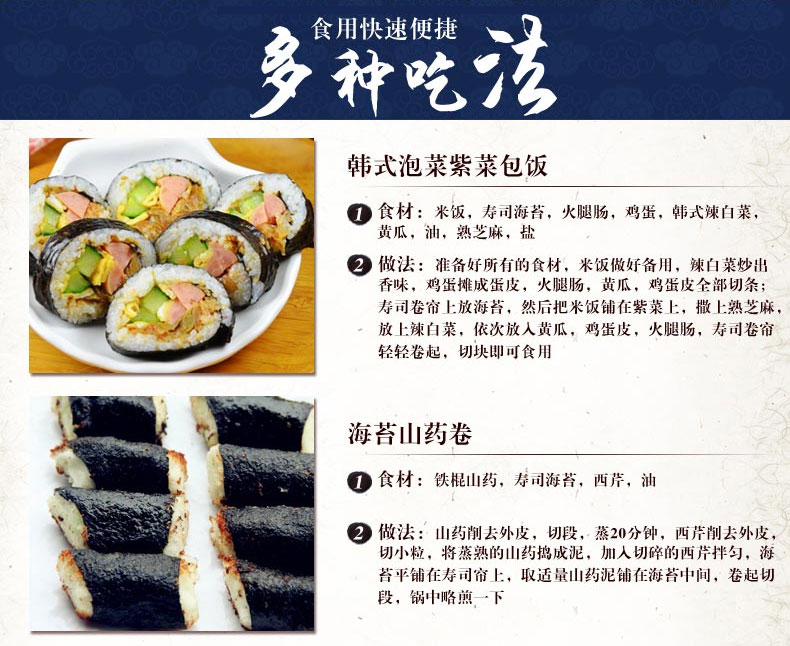 食用快速便捷
多种吃法
韩式泡菜紫菜包饭
1 食材：米饭，寿司海苔，火腿肠，鸡蛋，韩式辣白菜，
黄瓜，油，熟芝麻，盐
2 做法：准备好所有的食材，米饭做好备用，辣白菜炒出
香味，鸡蛋摊成蛋皮，火腿肠，黄瓜，鸡蛋皮全部切条；
寿司卷帘上放海苔，然后把米饭铺在紫菜上，撒上熟芝麻，
放上辣白菜，依次放入黄瓜，鸡蛋皮，火腿肠，寿司卷帘
轻轻卷起，切块即可食用
海苔山药卷
1 食材：铁棍山药，寿司海苔，西芹，油
2 做法：山药削去外皮，切段，蒸20分钟，西芹削去外皮，
切小粒，将蒸熟的山药捣成泥，加入切碎的西芹拌匀，海
苔平铺在寿司帘上，取适量山药泥铺在海苔中间，卷起切
段，锅中略煎一下